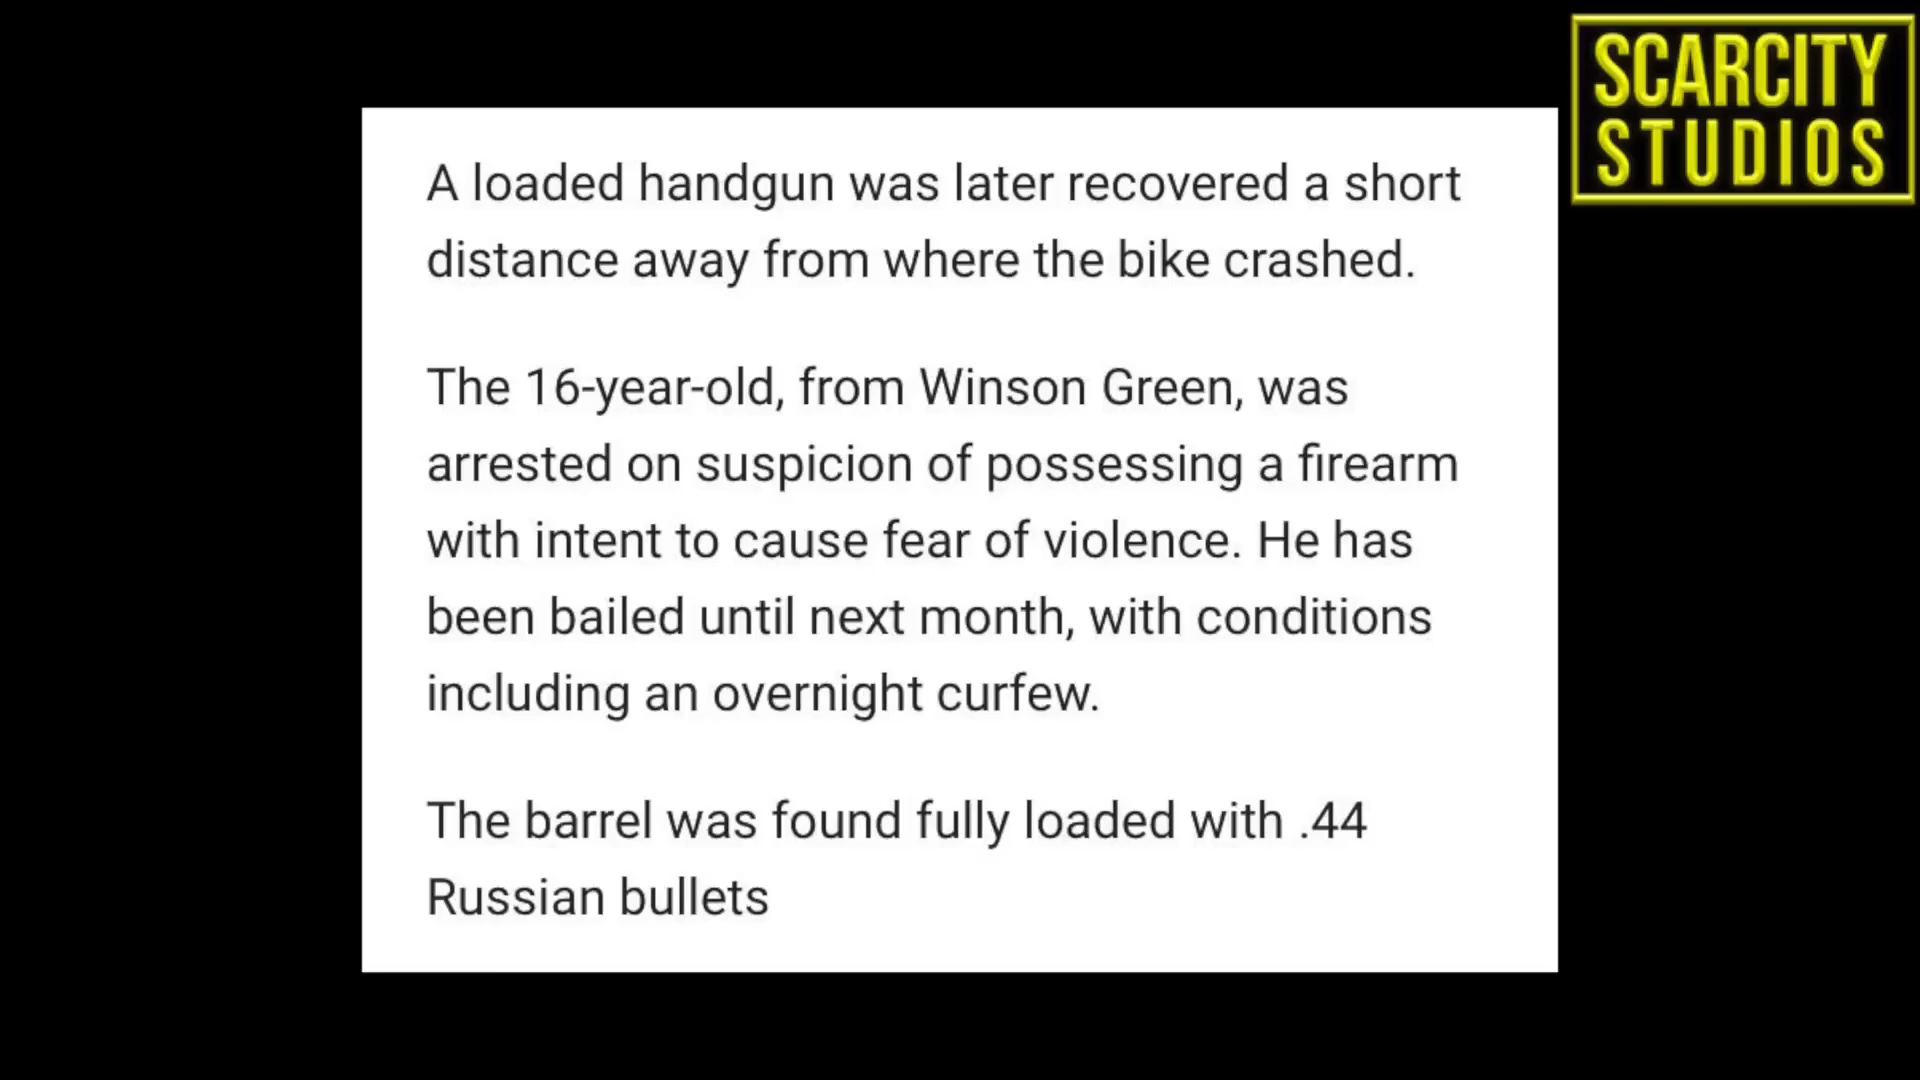 SCARCITY
STUDIOS
A loaded handgun was later recovered a short
distance away from where the bike crashed.
The 16-year-old, from Winson Green, was
arrested on suspicion of possessing a firearm
with intent to cause fear of violence. He has
been bailed until next month, with conditions
including an overnight curfew.
The barrel was found fully loaded with .44
Russian bullets